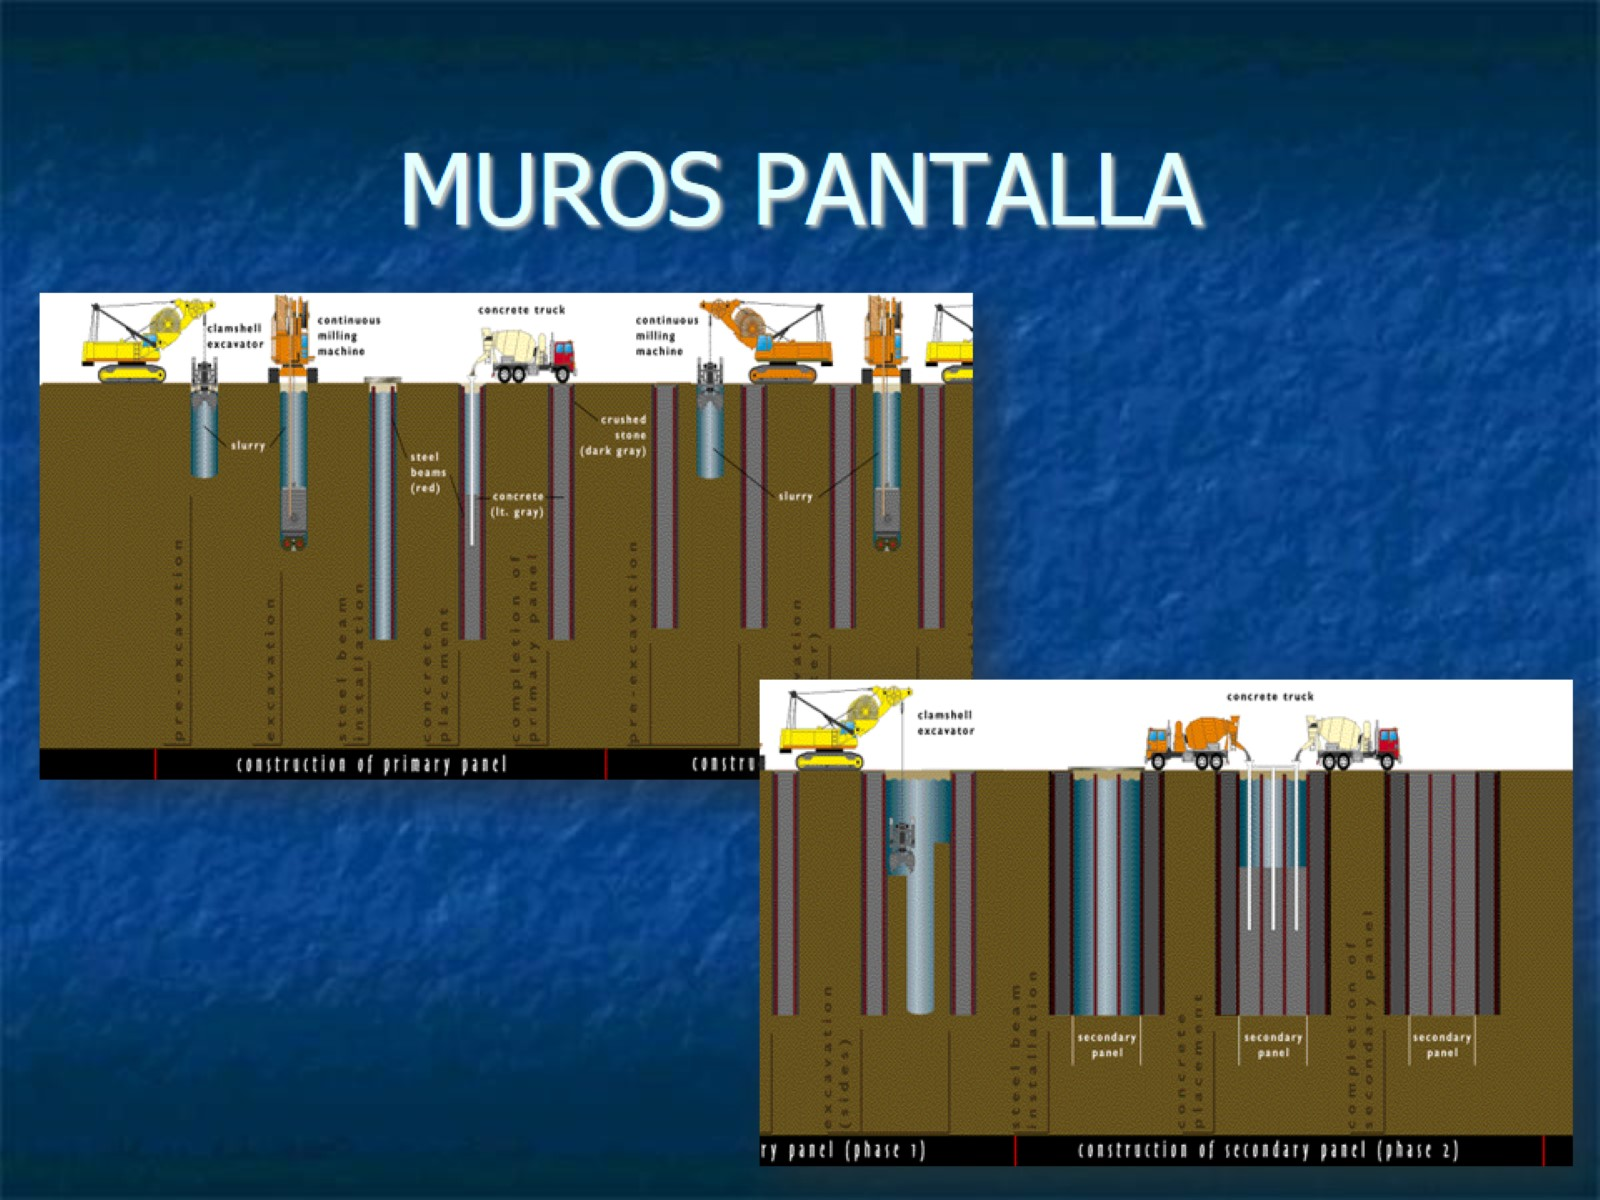 MUROS PANTALLA
clamshell
excavator
continuous
milling
machine
concrete truck
continuous
milling
machine
slurry
steel
beams
(red)
concrete
(lt. gray)
crushed
stone
(dark gray)
slurry
pre-excavation
excavation
steel beam
installation
concrete
placement
completion of
primary panel
pre-excavation
construction of primary panel
clamshell
excavator
concrete truck
excavation
(sides)
steel beam
installation
secondary
panel
concrete
placement
secondary
panel
completion of
secondary panel
secondary
panel
panel (phase 1)
construction of secondary panel (phase 2)